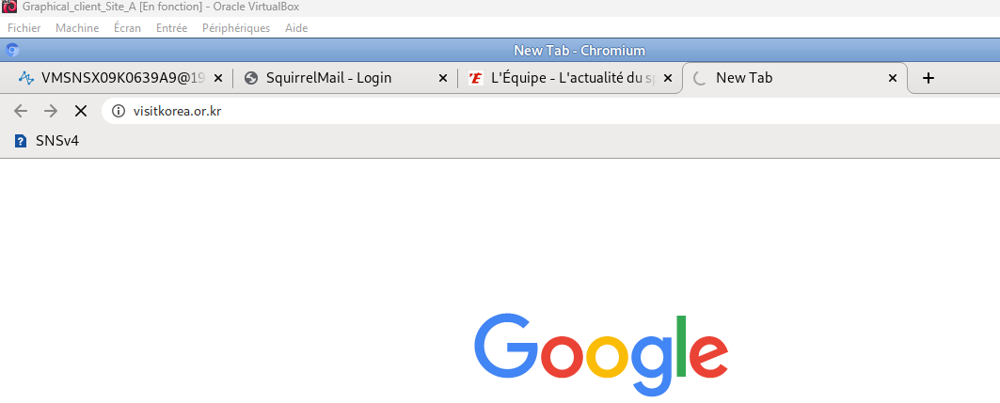 Graphical_client_Site_A [En fonction] - Oracle VirtualBox
Fichier Machine Écran Entrée Périphériques Aide
New Tab - Chromium
VMSNSX09K0639A9@19 SquirrelMail - Login L'Équipe - L'actualité du sp New Tab
visitkorea.or.kr
SNSv4
Google